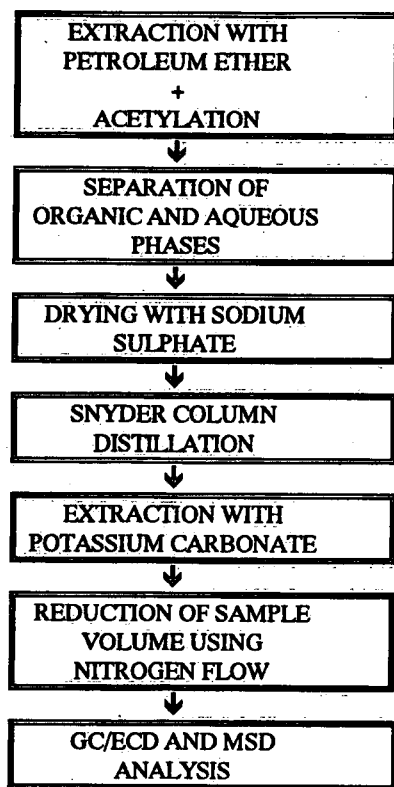 EXTRACTION WITH
PETROLEUM ETHER
+
ACETYLATION
SEPARATION OF
ORGANIC AND AQUEOUS
PHASES
DRYING WITH SODIUM
SULPHATE
SNYDER COLUMN
DISTILLATION
EXTRACTION WITH
POTASSIUM CARBONATE
REDUCTION OF SAMPLE
VOLUME USING
NITROGEN FLOW
GC/ECD AND MSD
ANALYSIS